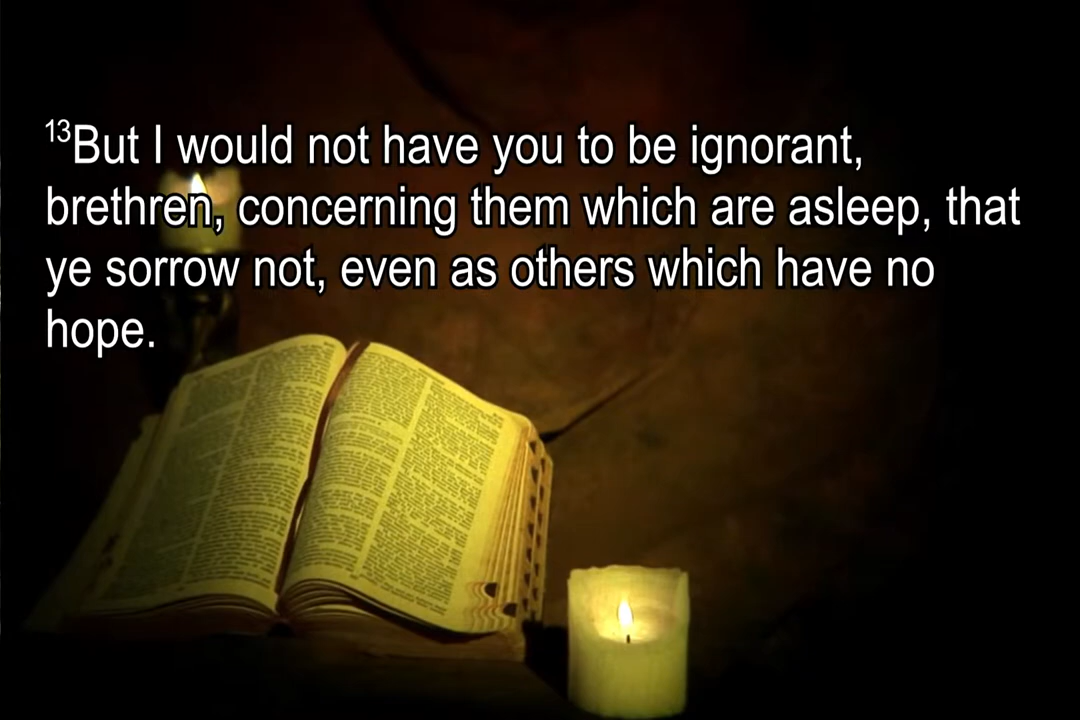 ¹³But I would not have you to be ignorant,
brethren, concerning them which are asleep, that
ye sorrow not, even as others which have no
hope.